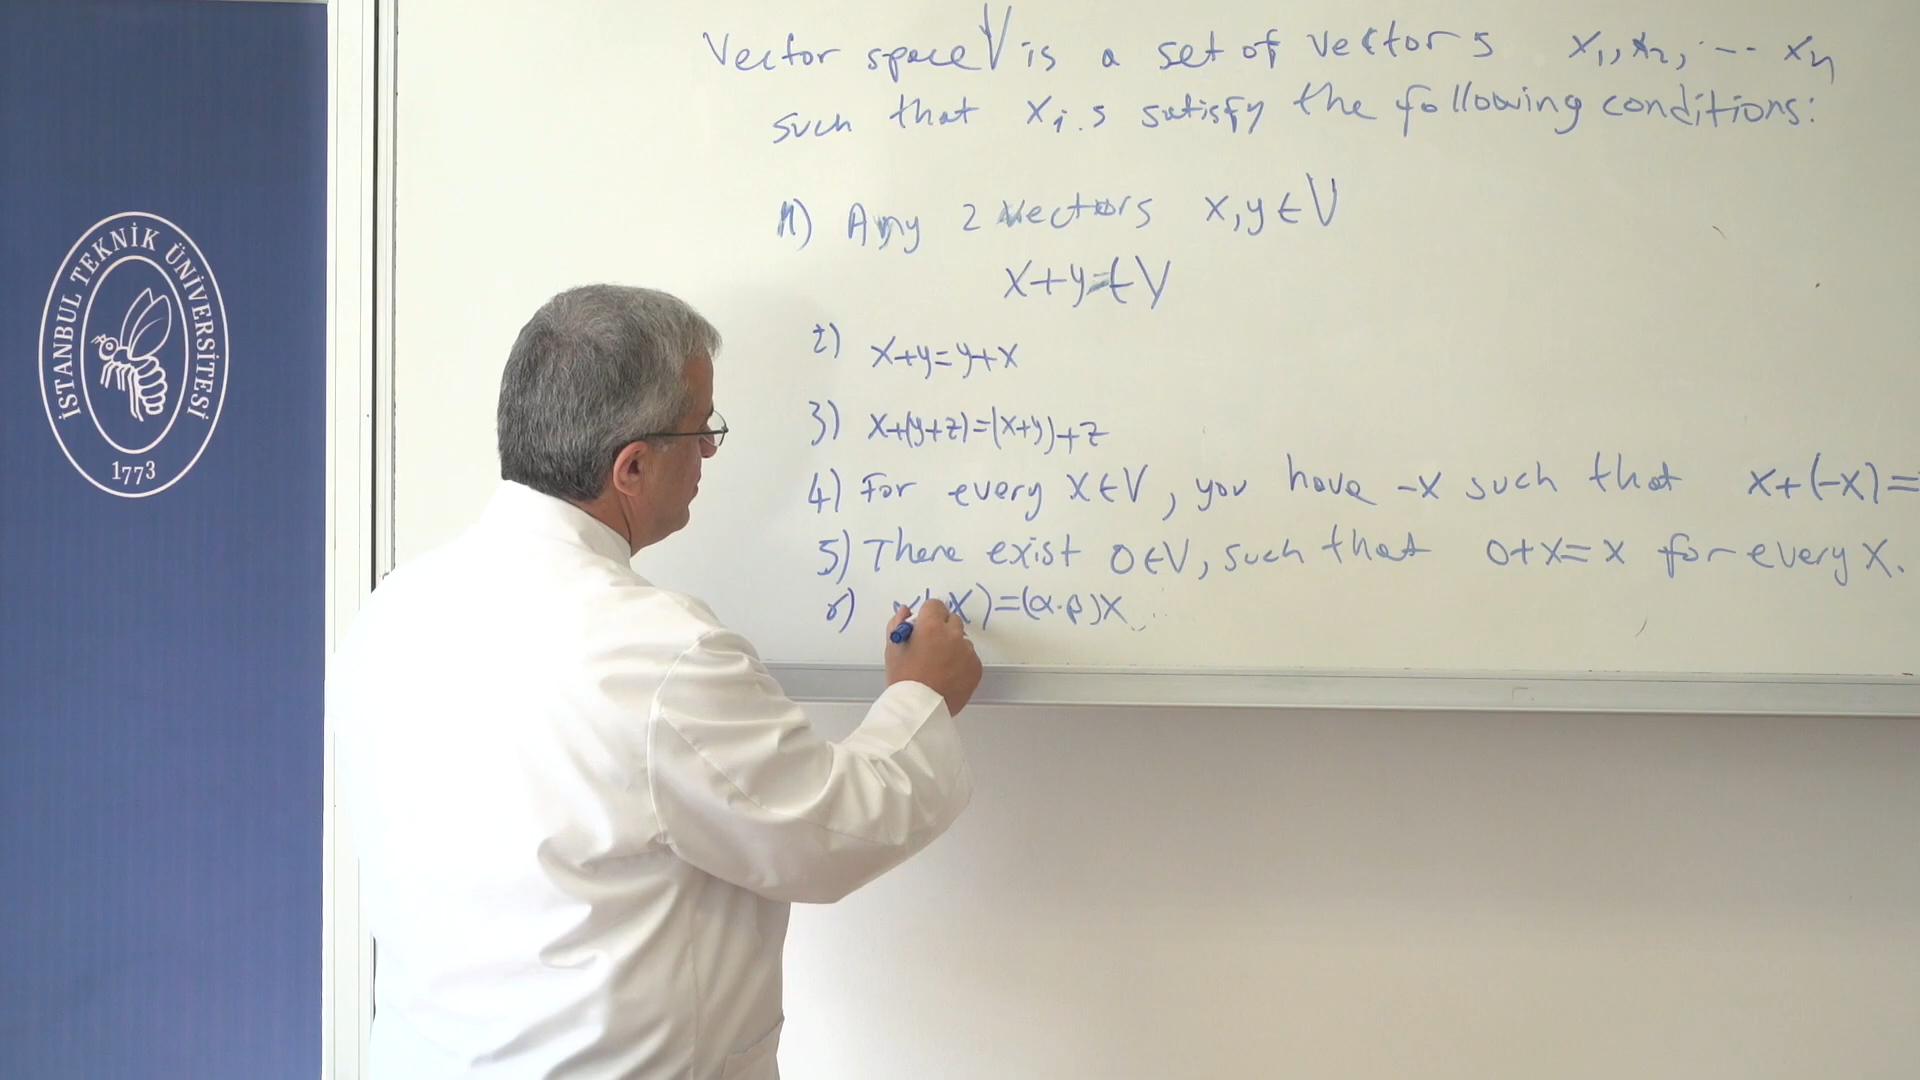 İSTANBUL TEKNİK ÜNİVERSİTESİ
1773
Vector space V is a set of vectors x₁, x₂, ... xₙ
such that xᵢ.s satisfy the following conditions:
1) Any 2 vectors x, y ∈ V
x+y ∈ V
2) x+y=y+x
3) x+(y+z)=(x+y)+z
4) For every x∈V, you have -x such that x+(-x)=
5) There exist 0∈V, such that 0+x=x for every x.
6) x)=(α.β)x